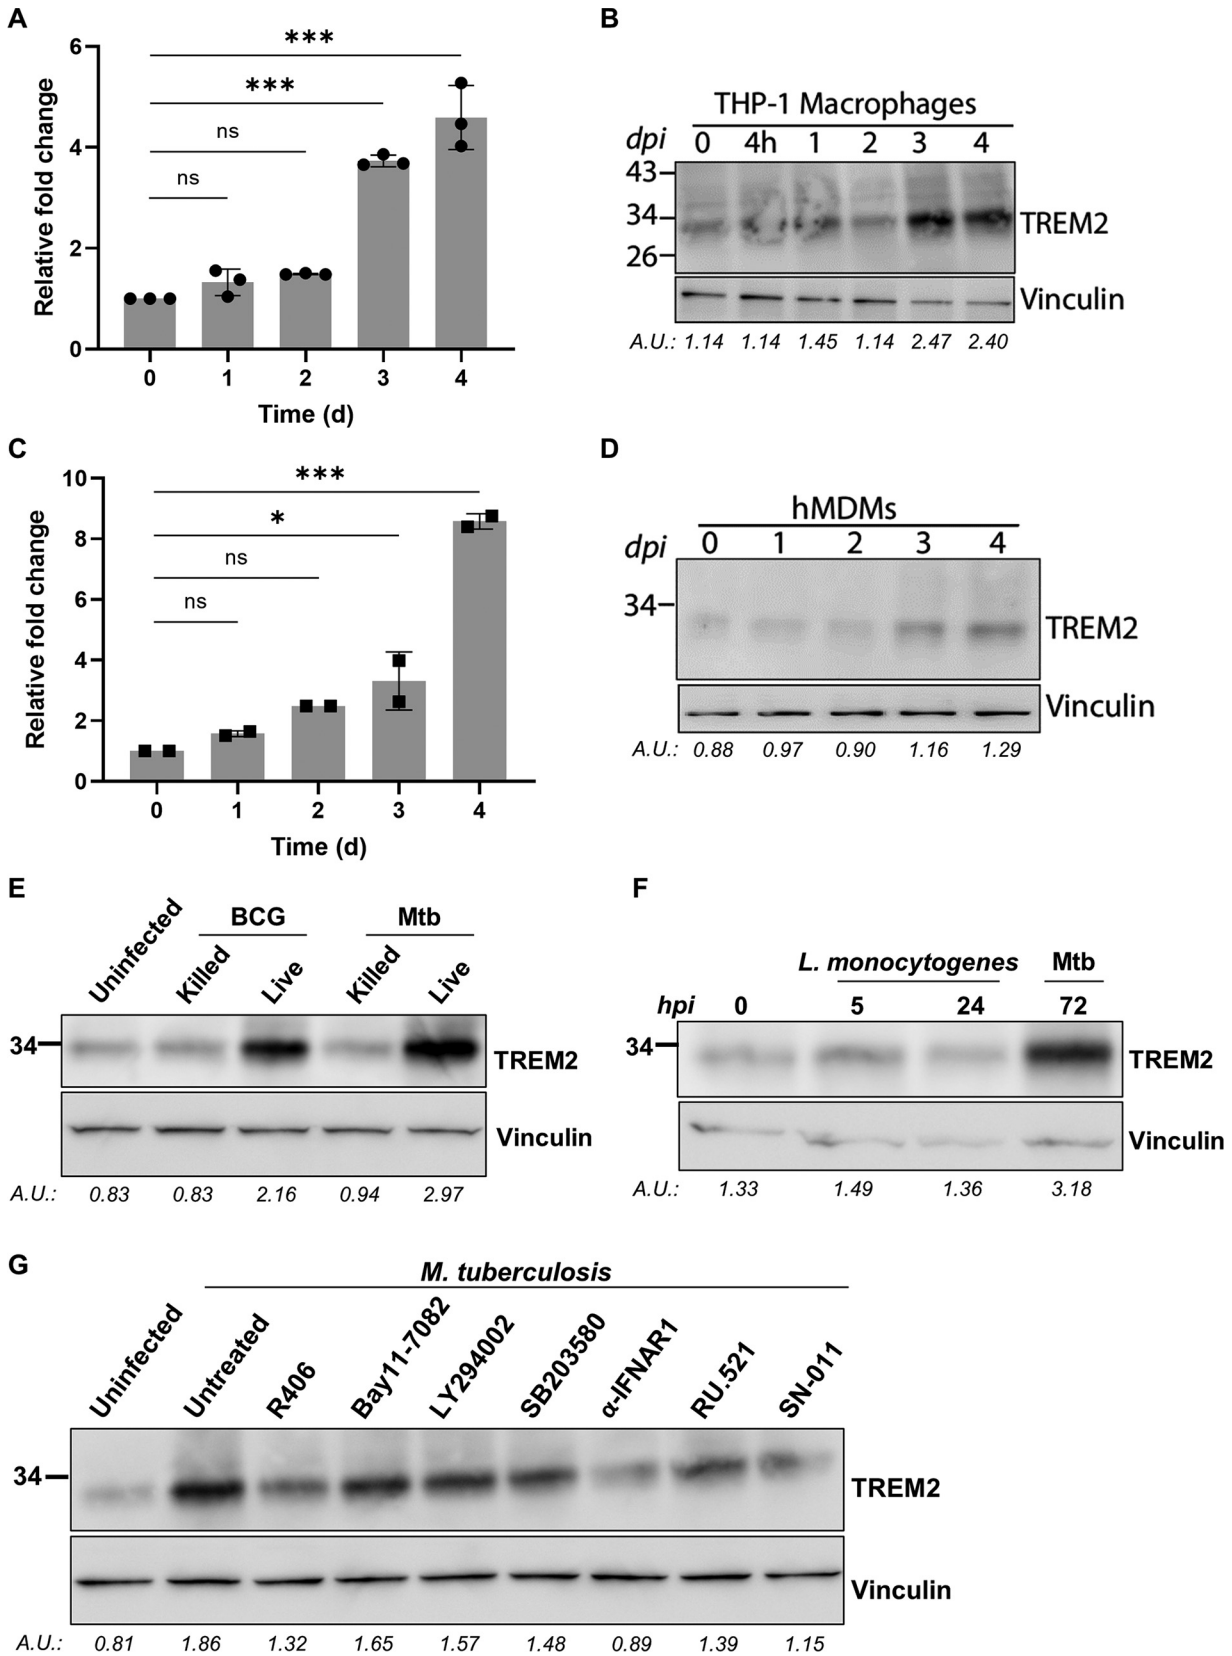 A
Relative fold change
6
4
2
0
***
***
ns
ns
0 1 2 3 4
Time (d)
B
THP-1 Macrophages
dpi 0 4h 1 2 3 4
43
34
26
TREM2
Vinculin
A.U.: 1.14 1.14 1.45 1.14 2.47 2.40
C
Relative fold change
10
8
6
4
2
0
***
*
ns
ns
0 1 2 3 4
Time (d)
D
hMDMs
dpi 0 1 2 3 4
34
TREM2
Vinculin
A.U.: 0.88 0.97 0.90 1.16 1.29
E
BCG Mtb
Uninfected Killed Live Killed Live
34
TREM2
Vinculin
A.U.: 0.83 0.83 2.16 0.94 2.97
F
L. monocytogenes Mtb
hpi 0 5 24 72
34
TREM2
Vinculin
A.U.: 1.33 1.49 1.36 3.18
G
M. tuberculosis
Uninfected Untreated R406 Bay11-7082 LY294002 SB203580 α-IFNAR1 RU.521 SN-011
34
TREM2
Vinculin
A.U.: 0.81 1.86 1.32 1.65 1.57 1.48 0.89 1.39 1.15